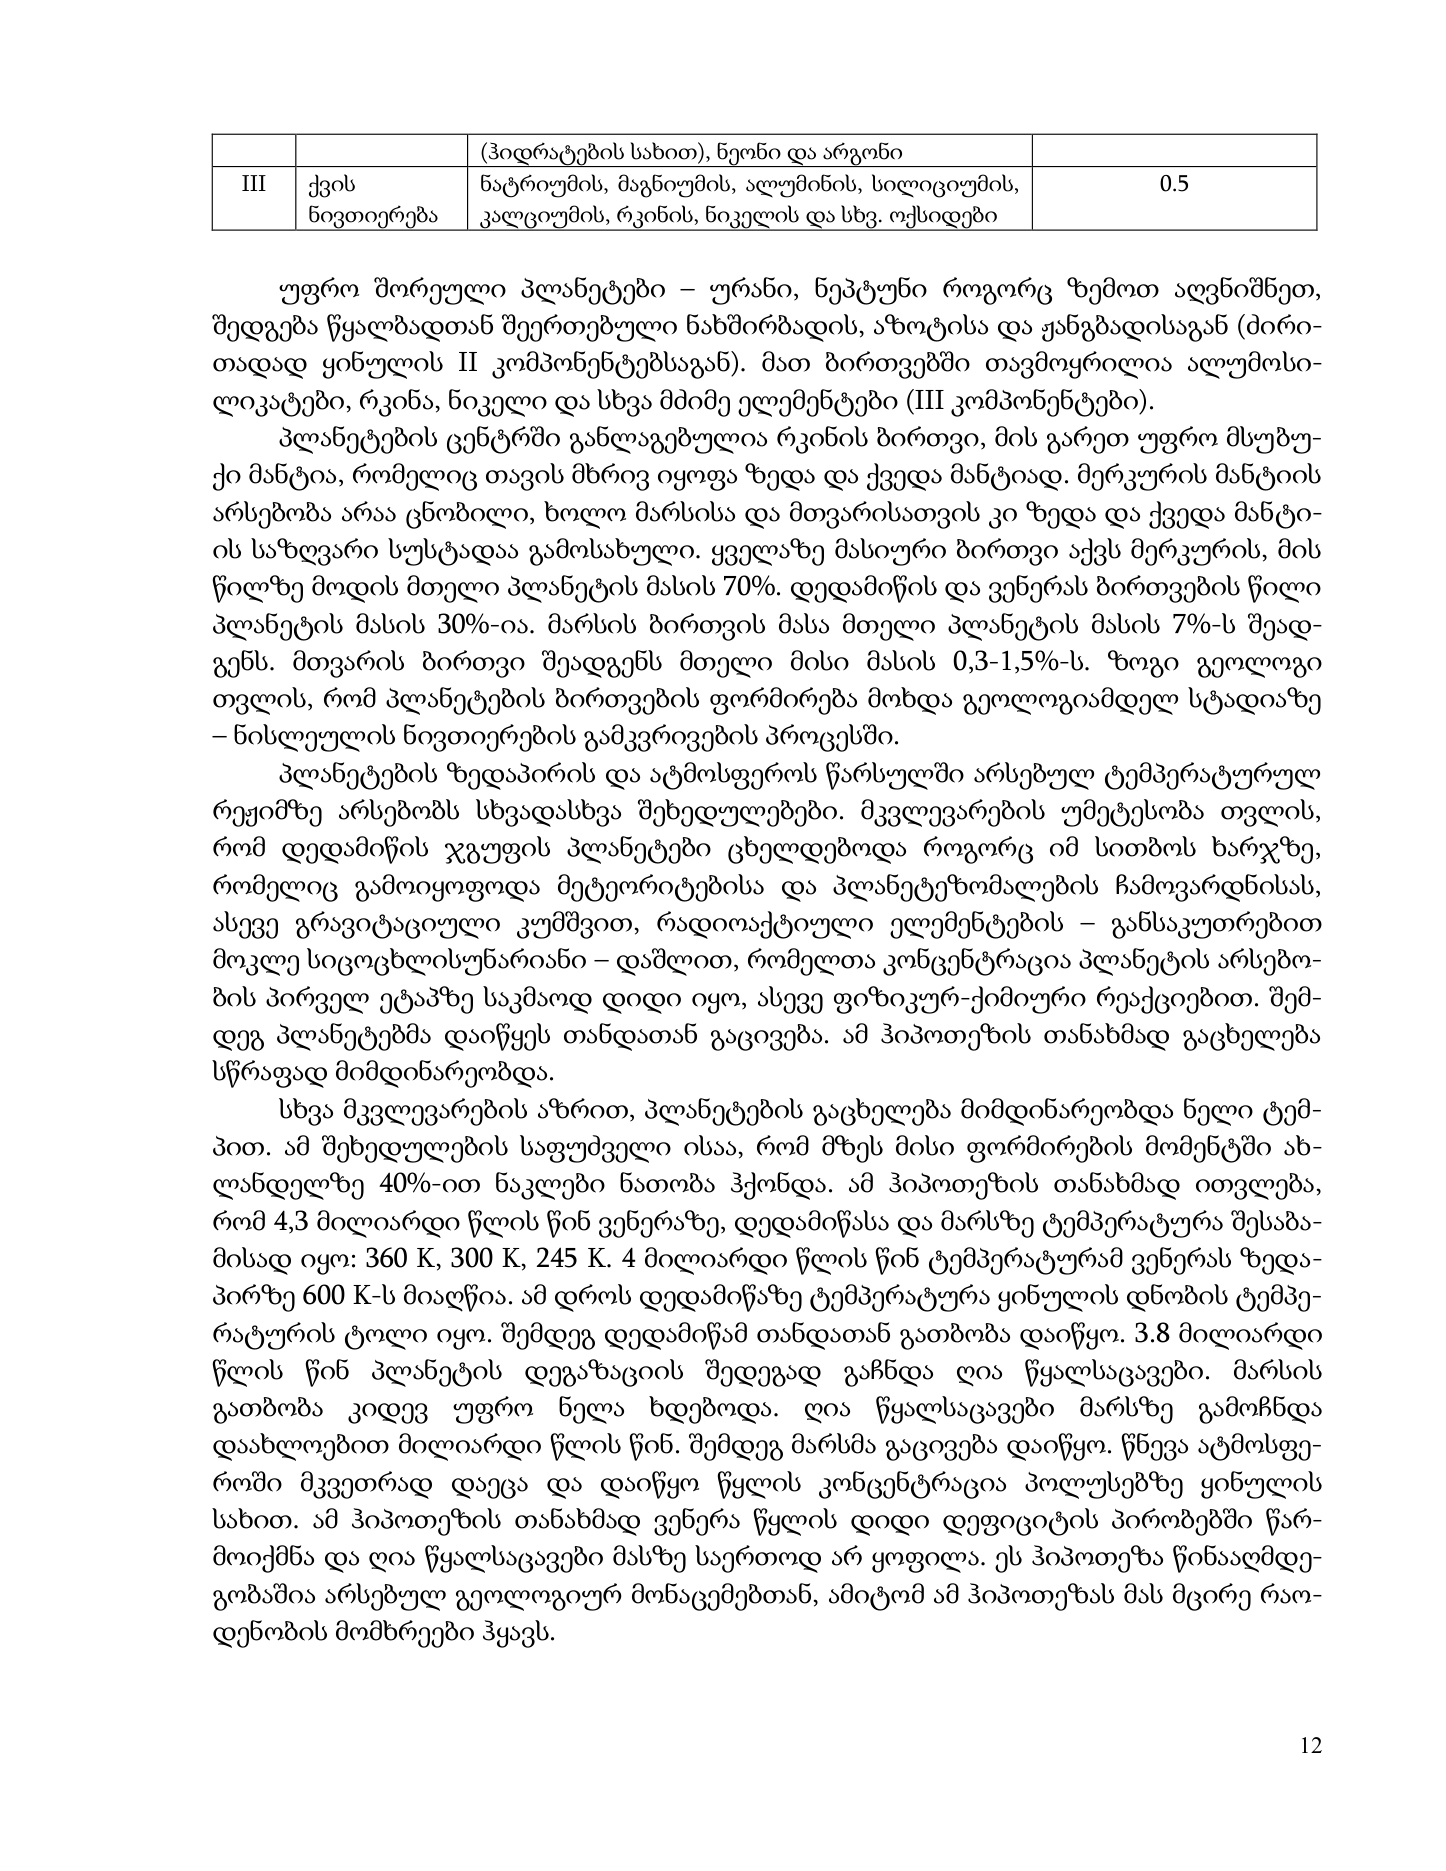 (ჰიდრატების სახით), ნეონი და არგონი
III ქვის ნატრიუმის, მაგნიუმის, ალუმინის, სილიციუმის, 0.5
ნივთიერება კალციუმის, რკინის, ნიკელის და სხვ. ოქსიდები
უფრო შორეული პლანეტები – ურანი, ნეპტუნი როგორც ზემოთ აღვნიშნეთ,
შედგება წყალბადთან შეერთებული ნახშირბადის, აზოტისა და ჟანგბადისაგან (ძირი-
თადად ყინულის II კომპონენტებსაგან). მათ ბირთვებში თავმოყრილია ალუმოსი-
ლიკატები, რკინა, ნიკელი და სხვა მძიმე ელემენტები (III კომპონენტები).
პლანეტების ცენტრში განლაგებულია რკინის ბირთვი, მის გარეთ უფრო მსუბუ-
ქი მანტია, რომელიც თავის მხრივ იყოფა ზედა და ქვედა მანტიად. მერკურის მანტიის
არსებობა არაა ცნობილი, ხოლო მარსისა და მთვარისათვის კი ზედა და ქვედა მანტი-
ის საზღვარი სუსტადაა გამოსახული. ყველაზე მასიური ბირთვი აქვს მერკურის, მის
წილზე მოდის მთელი პლანეტის მასის 70%. დედამიწის და ვენერას ბირთვების წილი
პლანეტის მასის 30%-ია. მარსის ბირთვის მასა მთელი პლანეტის მასის 7%-ს შეად-
გენს. მთვარის ბირთვი შეადგენს მთელი მისი მასის 0,3-1,5%-ს. ზოგი გეოლოგი
თვლის, რომ პლანეტების ბირთვების ფორმირება მოხდა გეოლოგიამდელ სტადიაზე
– ნისლეულის ნივთიერების გამკვრივების პროცესში.
პლანეტების ზედაპირის და ატმოსფეროს წარსულში არსებულ ტემპერატურულ
რეჟიმზე არსებობს სხვადასხვა შეხედულებები. მკვლევარების უმეტესობა თვლის,
რომ დედამიწის ჯგუფის პლანეტები ცხელდებოდა როგორც იმ სითბოს ხარჯზე,
რომელიც გამოიყოფოდა მეტეორიტებისა და პლანეტეზომალების ჩამოვარდნისას,
ასევე გრავიტაციული კუმშვით, რადიოაქტიული ელემენტების – განსაკუთრებით
მოკლე სიცოცხლისუნარიანი – დაშლით, რომელთა კონცენტრაცია პლანეტის არსებო-
ბის პირველ ეტაპზე საკმაოდ დიდი იყო, ასევე ფიზიკურ-ქიმიური რეაქციებით. შემ-
დეგ პლანეტებმა დაიწყეს თანდათან გაცივება. ამ ჰიპოთეზის თანახმად გაცხელება
სწრაფად მიმდინარეობდა.
სხვა მკვლევარების აზრით, პლანეტების გაცხელება მიმდინარეობდა ნელი ტემ-
პით. ამ შეხედულების საფუძველი ისაა, რომ მზეს მისი ფორმირების მომენტში ახ-
ლანდელზე 40%-ით ნაკლები ნათობა ჰქონდა. ამ ჰიპოთეზის თანახმად ითვლება,
რომ 4,3 მილიარდი წლის წინ ვენერაზე, დედამიწასა და მარსზე ტემპერატურა შესაბა-
მისად იყო: 360 K, 300 K, 245 K. 4 მილიარდი წლის წინ ტემპერატურამ ვენერას ზედა-
პირზე 600 K-ს მიაღწია. ამ დროს დედამიწაზე ტემპერატურა ყინულის დნობის ტემპე-
რატურის ტოლი იყო. შემდეგ დედამიწამ თანდათან გათბობა დაიწყო. 3.8 მილიარდი
წლის წინ პლანეტის დეგაზაციის შედეგად გაჩნდა ღია წყალსაცავები. მარსის
გათბობა კიდევ უფრო ნელა ხდებოდა. ღია წყალსაცავები მარსზე გამოჩნდა
დაახლოებით მილიარდი წლის წინ. შემდეგ მარსმა გაცივება დაიწყო. წნევა ატმოსფე-
როში მკვეთრად დაეცა და დაიწყო წყლის კონცენტრაცია პოლუსებზე ყინულის
სახით. ამ ჰიპოთეზის თანახმად ვენერა წყლის დიდი დეფიციტის პირობებში წარ-
მოიქმნა და ღია წყალსაცავები მასზე საერთოდ არ ყოფილა. ეს ჰიპოთეზა წინააღმდე-
გობაშია არსებულ გეოლოგიურ მონაცემებთან, ამიტომ ამ ჰიპოთეზას მას მცირე რაო-
დენობის მომხრეები ჰყავს.
12